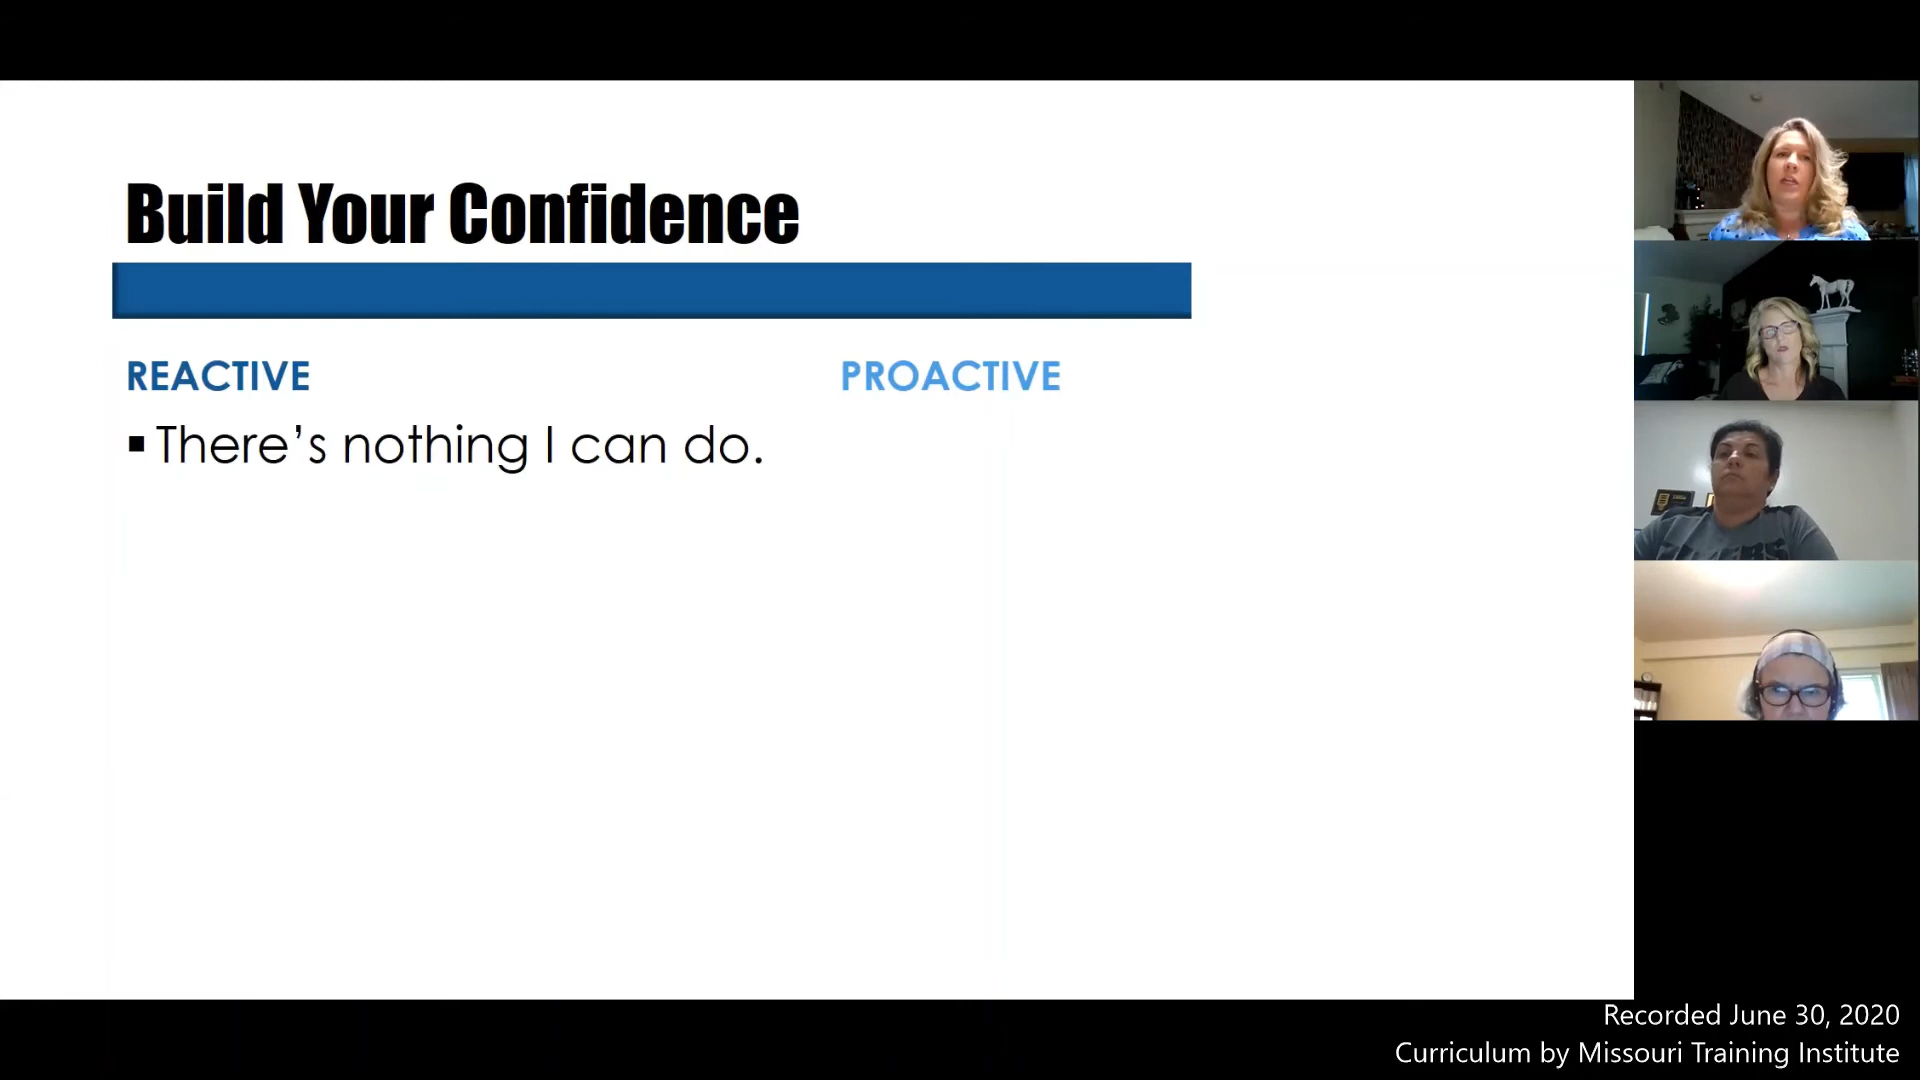 Build Your Confidence
REACTIVE
PROACTIVE
▪ There's nothing I can do.
Recorded June 30, 2020
Curriculum by Missouri Training Institute